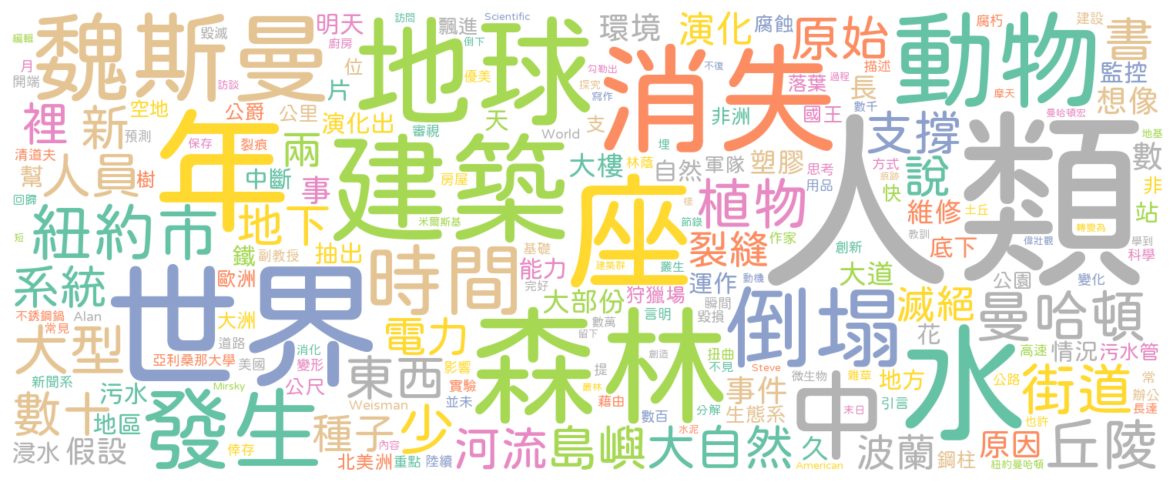 編輯 魏斯曼 毀滅 明天 訪問 廚房 倒下 Scientific 飄進 地球 環境 演化 腐蝕 原始 腐朽 動物 建設 書
月 開端 訪談 位 片 優美 勾勒出 消失 不復 探究 寫作 落葉 描述 過程 數千 摩天 監控 想像
裡 新 空地 預測 公爵 公里 演化出 審視 天 World 支 非洲 國王 長 曼哈頓宏 地基
清道夫 人員 幫 樹 年 保存 裂痕 兩 中斷 事 建築 房屋 大樓 林蔭 埋 自然 軍隊 塑膠 思考 用品 方式 痕跡 支撐 說 快 人類 數 非 站
回歸 短 紐約市 地下 鐵 副教授 抽出 米爾斯基 基礎 能力 完好 座 棲 植物 節錄 裂縫 作家 創新 教訓 維修 底下 土丘 偉壯觀 轉變為 學到 科學
系統 不銹鋼鍋 常見 世界 歐洲 大洲 時間 大部份 叢生 建築群 狩獵場 瞬間 運作 動機 大道 滅絕 公園 變化
大型 Alan 道路 美國 亞利桑那大學 消化 變形 公尺 電力 影響 森林 數萬 毀損 言明 留下 創造 扭曲 不見 倒塌 花 曼哈頓 情況 高速 污水管
新聞系 Mirsky 東西 實驗 堤 叢林 藉由 Steve 微生物 雜草 地方 水 公路 街道 常 辦公
數十 污水 地區 發生 Weisman 並未 種子 少 數百 分解 事件 生態系 中 末日 引言 也許 長達
浸水 假設 倖存 北美洲 重點 內容 陸續 河流 島嶼 水泥 大自然 久 American 波蘭 鋼柱 原因 紐約曼哈頓 丘陵